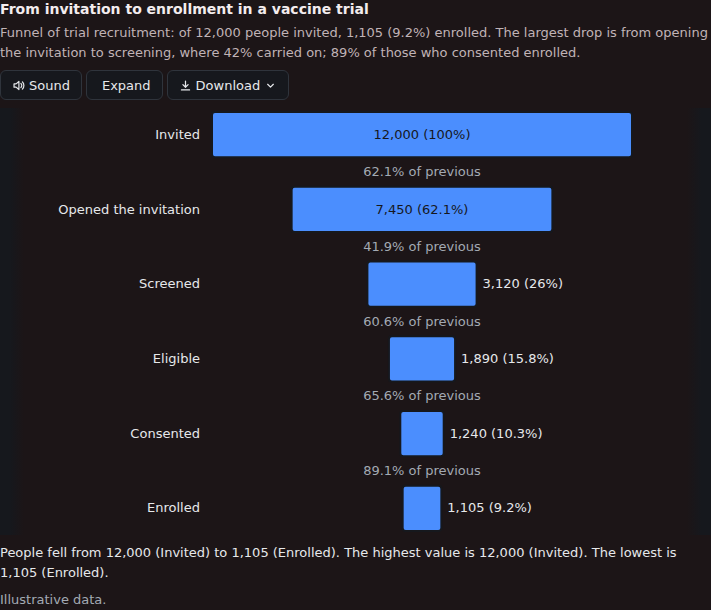 From invitation to enrollment in a vaccine trial
Funnel of trial recruitment: of 12,000 people invited, 1,105 (9.2%) enrolled. The largest drop is from opening
the invitation to screening, where 42% carried on; 89% of those who consented enrolled.
Sound Expand Download
Invited 12,000 (100%)
62.1% of previous
Opened the invitation 7,450 (62.1%)
41.9% of previous
Screened 3,120 (26%)
60.6% of previous
Eligible 1,890 (15.8%)
65.6% of previous
Consented 1,240 (10.3%)
89.1% of previous
Enrolled 1,105 (9.2%)
People fell from 12,000 (Invited) to 1,105 (Enrolled). The highest value is 12,000 (Invited). The lowest is
1,105 (Enrolled).
Illustrative data.